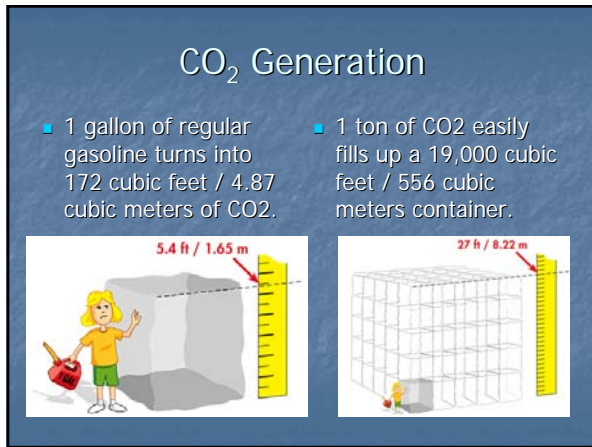 CO₂ Generation
1 gallon of regular
gasoline turns into
172 cubic feet / 4.87
cubic meters of CO2.
1 ton of CO2 easily
fills up a 19,000 cubic
feet / 556 cubic
meters container.
5.4 ft / 1.65 m
27 ft / 8.22 m